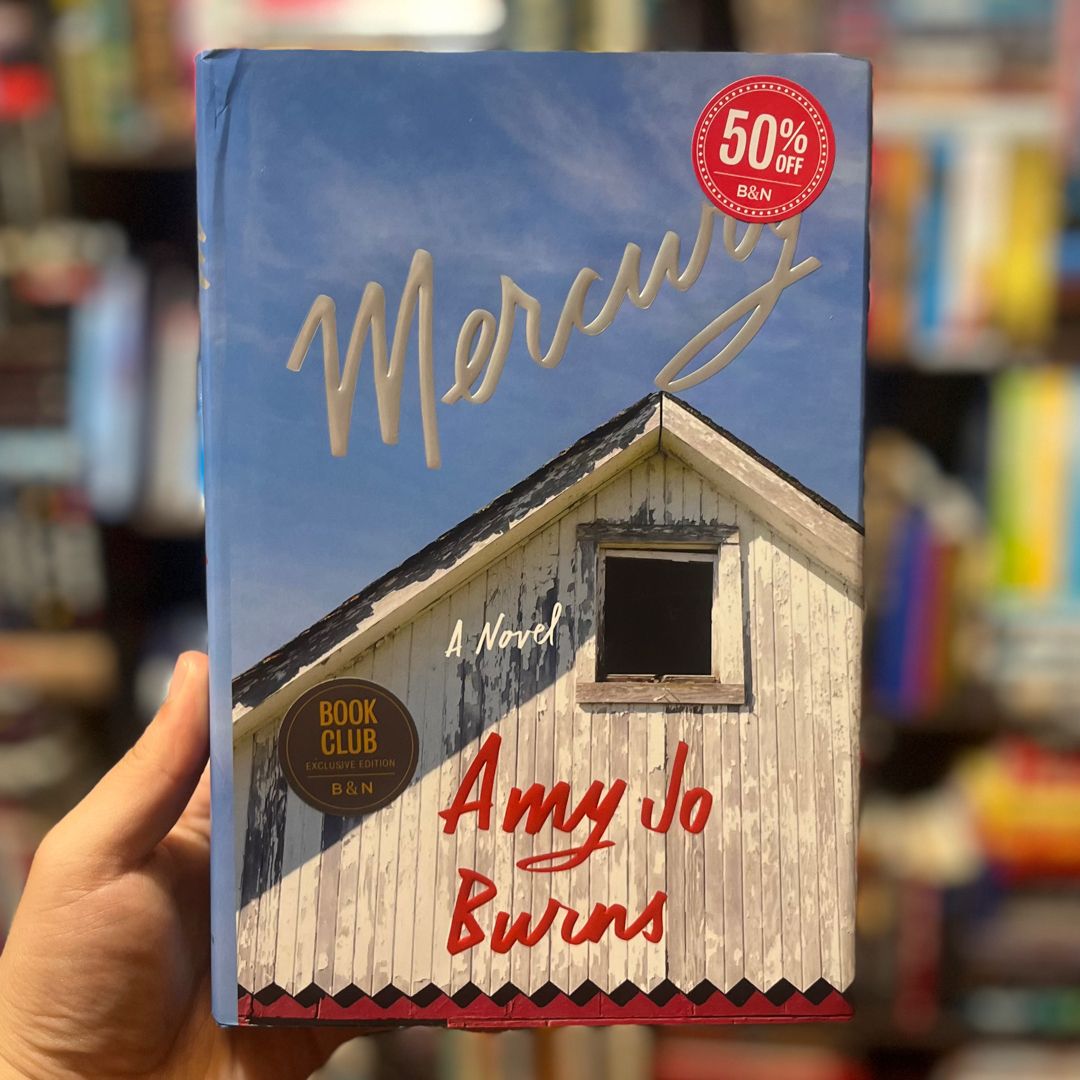 50%
OFF
B&N
Mercury
A Novel
BOOK
CLUB
EXCLUSIVE EDITION
B&N
Amy Jo
Burns